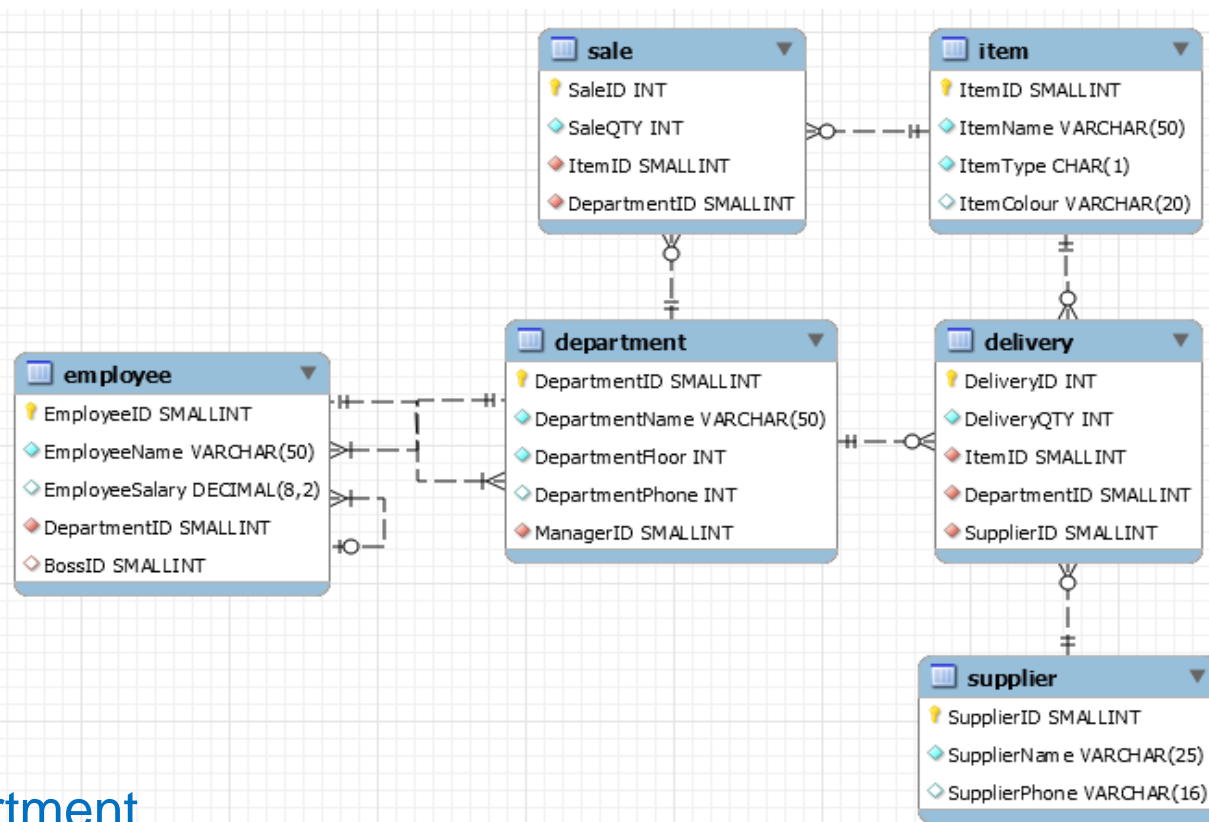 sale
SaleID INT
SaleQTY INT
ItemID SMALLINT
DepartmentID SMALLINT
item
ItemID SMALLINT
ItemName VARCHAR(50)
ItemType CHAR(1)
ItemColour VARCHAR(20)
employee
EmployeeID SMALLINT
EmployeeName VARCHAR(50)
EmployeeSalary DECIMAL(8,2)
DepartmentID SMALLINT
BossID SMALLINT
department
DepartmentID SMALLINT
DepartmentName VARCHAR(50)
DepartmentFloor INT
DepartmentPhone INT
ManagerID SMALLINT
delivery
DeliveryID INT
DeliveryQTY INT
ItemID SMALLINT
DepartmentID SMALLINT
SupplierID SMALLINT
supplier
SupplierID SMALLINT
SupplierName VARCHAR(25)
SupplierPhone VARCHAR(16)
rtment